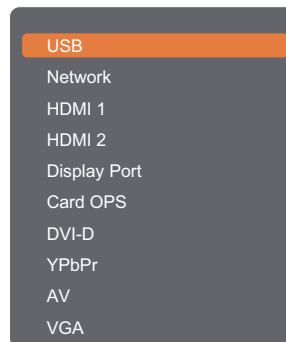 USB
Network
HDMI 1
HDMI 2
Display Port
Card OPS
DVI-D
YPbPr
AV
VGA